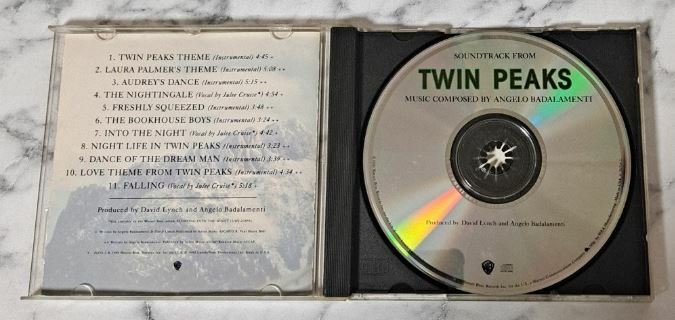 1. TWIN PEAKS THEME (Instrumental) 4:45 +
2. LAURA PALMER'S THEME (Instrumental) 5:08 ++
3. AUDREY'S DANCE (Instrumental) 5:15 ++
4. THE NIGHTINGALE (Vocal by Julee Cruise*) 4:54 +
5. FRESHLY SQUEEZED (Instrumental) 3:48 ++
6. THE BOOKHOUSE BOYS (Instrumental) 3:24 ++
7. INTO THE NIGHT (Vocal by Julee Cruise*) 4:42 +
8. NIGHT LIFE IN TWIN PEAKS (Instrumental) 3:23 ++
9. DANCE OF THE DREAM MAN (Instrumental) 3:39 ++
10. LOVE THEME FROM TWIN PEAKS (Instrumental) 4:34 ++
11. FALLING (Vocal by Julee Cruise*) 5:18 +
Produced by David Lynch and Angelo Badalamenti
SOUNDTRACK FROM
TWIN PEAKS
MUSIC COMPOSED BY ANGELO BADALAMENTI
Produced by David Lynch and Angelo Badalamenti